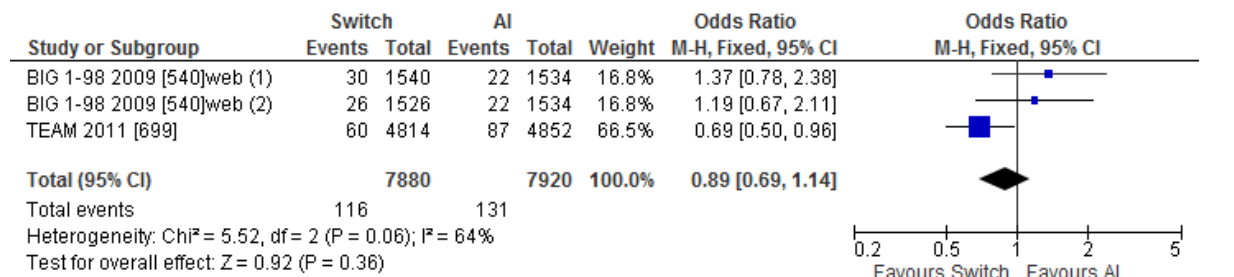 Switch AI Odds Ratio Odds Ratio
Study or Subgroup Events Total Events Total Weight M-H, Fixed, 95% CI M-H, Fixed, 95% CI
BIG 1-98 2009 [540]web (1) 30 1540 22 1534 16.8% 1.37 [0.78, 2.38]
BIG 1-98 2009 [540]web (2) 26 1526 22 1534 16.8% 1.19 [0.67, 2.11]
TEAM 2011 [699] 60 4814 87 4852 66.5% 0.69 [0.50, 0.96]
Total (95% CI) 7880 7920 100.0% 0.89 [0.69, 1.14]
Total events 116 131
Heterogeneity: Chi² = 5.52, df = 2 (P = 0.06); I² = 64%
Test for overall effect: Z = 0.92 (P = 0.36)
0.2 0.5 1 2 5
Favours Switch Favours AI